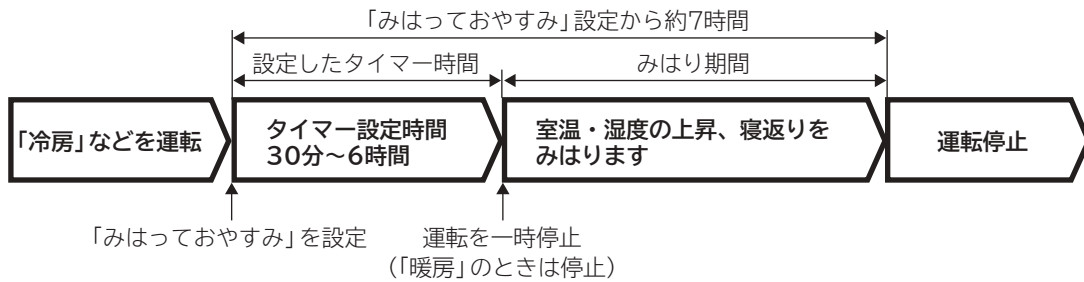 「みはっておやすみ」設定から約7時間
設定したタイマー時間
みはり期間
「冷房」などを運転
タイマー設定時間
30分～6時間
室温・湿度の上昇、寝返りを
みはります
運転停止
「みはっておやすみ」を設定
運転を一時停止
（「暖房」のときは停止）